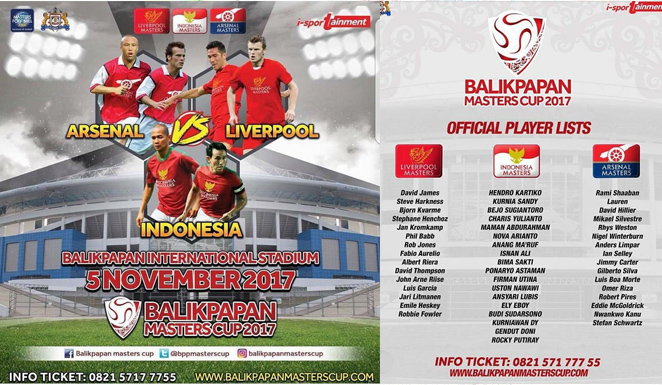 i-sportainment
LIVERPOOL
MASTERS
INDONESIA
MASTERS
ARSENAL
MASTERS
ARSENAL VS LIVERPOOL
INDONESIA
BALIKPAPAN INTERNATIONAL STADIUM
5 NOVEMBER 2017
BALIKPAPAN
MASTERS CUP 2017
Balikpapan masters cup
@bppmasterscup
balikpapanmasterscup
INFO TICKET: 0821 5717 7755
WWW.BALIKPAPANMASTERSCUP.COM
i-sportainment
BALIKPAPAN
MASTERS CUP 2017
OFFICIAL PLAYER LISTS
LIVERPOOL
MASTERS
David James
Steve Harkness
Bjorn Kvarme
Stephane Henchoz
Jan Kromkamp
Phil Babb
Rob Jones
Fabio Aurelio
Albert Riera
David Thompson
John Arne Riise
Luis Garcia
Jari Litmanen
Emile Heskey
Robbie Fowler
INDONESIA
MASTERS
HENDRO KARTIKO
KURNIA SANDY
BEJO SUGIANTORO
CHARIS YULIANTO
MAMAN ABDURAHMAN
NOVA ARIANTO
ANANG MA'RUF
ISNAN ALI
BIMA SAKTI
PONARYO ASTAMAN
FIRMAN UTINA
USTON NAWAWI
ANSYARI LUBIS
ELY EBOY
BUDI SUDARSONO
KURNIAWAN DY
GENDUT DONI
ROCKY PUTIRAY
ARSENAL
MASTERS
Rami Shaaban
Lauren
David Hillier
Mikael Silvestre
Rhys Weston
Nigel Winterburn
Anders Limpar
Ian Selley
Jimmy Carter
Gilberto Silva
Luis Boa Morte
Omer Riza
Robert Pires
Eddie McGoldrick
Nwankwo Kanu
Stefan Schwartz
INFO TICKET: 0821 571 777 55
WWW.BALIKPAPANMASTERSCUP.COM